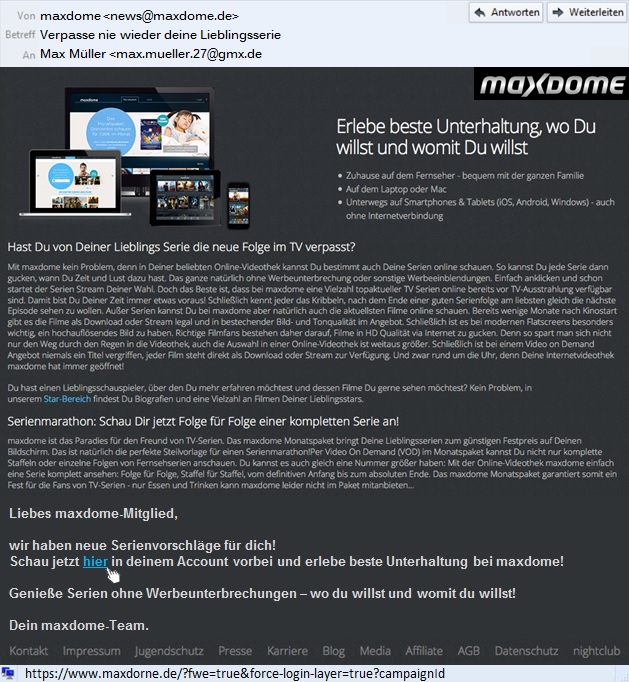 Von maxdome <news@maxdome.de>
Antworten Weiterleiten
Betreff Verpasse nie wieder deine Lieblingsserie
An Max Müller <max.mueller.27@gmx.de
maxdome
Erlebe beste Unterhaltung, wo Du
willst und womit Du willst
• Zuhause auf dem Fernseher - bequem mit der ganzen Familie
• Auf dem Laptop oder Mac
• Unterwegs auf Smartphones & Tablets (iOS, Android, Windows) - auch
ohne Internetverbindung
maxdome
Hast Du von Deiner Lieblings Serie die neue Folge im TV verpasst?
Mit maxdome kein Problem, denn in Deiner beliebten Online-Videothek kannst Du bestimmt auch Deine Serien online schauen. So kannst Du jede Serie dann
gucken, wann Du Zeit und Lust dazu hast. Das ganze natürlich ohne Werbeunterbrechung oder sonstige Werbeeinblendungen. Einfach anklicken und schon
startet der Serien Stream Deiner Wahl. Doch das Beste ist, dass bei maxdome eine Vielzahl topaktueller TV Serien online bereits vor TV-Ausstrahlung verfügbar
sind. Damit bist Du Deiner Zeit immer etwas voraus! Schließlich kennt jeder das Kribbeln, nach dem Ende einer guten Serienfolge am liebsten gleich die nächste
Episode sehen zu wollen. Außer Serien kannst Du bei maxdome aber natürlich auch die aktuellsten Filme online schauen. Bereits wenige Monate nach Kinostart
gibt es die Filme als Download oder Stream legal und in bestechender Bild- und Tonqualität im Angebot. Schließlich ist es bei modernen Flatscreens besonders
wichtig, ein hochauflösendes Bild zu haben. Richtige Filmfans bestehen daher darauf, Filme in HD Qualität via Internet zu gucken. Denn so spart man sich nicht
nur den Weg durch den Regen in die Videothek, auch die Auswahl in einer Online-Videothek ist weitaus größer. Schließlich ist bei einem Video on Demand
Angebot niemals ein Titel vergriffen, jeder Film steht direkt als Download oder Stream zur Verfügung. Und zwar rund um die Uhr, denn Deine Internetvideothek
maxdome hat immer geöffnet!
Du hast einen Lieblingsschauspieler, über den Du mehr erfahren möchtest und dessen Filme Du gerne sehen möchtest? Kein Problem, in
unserem Star-Bereich findest Du Biografien und eine Vielzahl an Filmen Deiner Lieblingsstars.
Serienmarathon: Schau Dir jetzt Folge für Folge einer kompletten Serie an!
maxdome ist das Paradies für den Freund von TV-Serien. Das maxdome Monatspaket bringt Deine Lieblingsserien zum günstigen Festpreis auf Deinen
Bildschirm. Das ist natürlich die perfekte Steilvorlage für einen Serienmarathon!Per Video On Demand (VOD) im Monatspaket kannst Du nicht nur komplette
Staffeln oder einzelne Folgen von Fernsehserien anschauen. Du kannst es auch gleich eine Nummer größer haben: Mit der Online-Videothek maxdome einfach
eine Serie komplett ansehen: Folge für Folge, Staffel für Staffel, vom definitiven Anfang bis zum absoluten Ende. Das maxdome Monatspaket garantiert somit ein
Fest für die Fans von TV-Serien - nur Essen und Trinken kann maxdome leider nicht im Paket mitanbieten...
Liebes maxdome-Mitglied,
wir haben neue Serienvorschläge für dich!
Schau jetzt hier in deinem Account vorbei und erlebe beste Unterhaltung bei maxdome!
Genieße Serien ohne Werbeunterbrechungen – wo du willst und womit du willst!
Dein maxdome-Team.
Kontakt Impressum Jugendschutz Presse Karriere Blog Media Affiliate AGB Datenschutz nightclub
https://www.maxdorne.de/?fwe=true&force-login-layer=true?campaignId